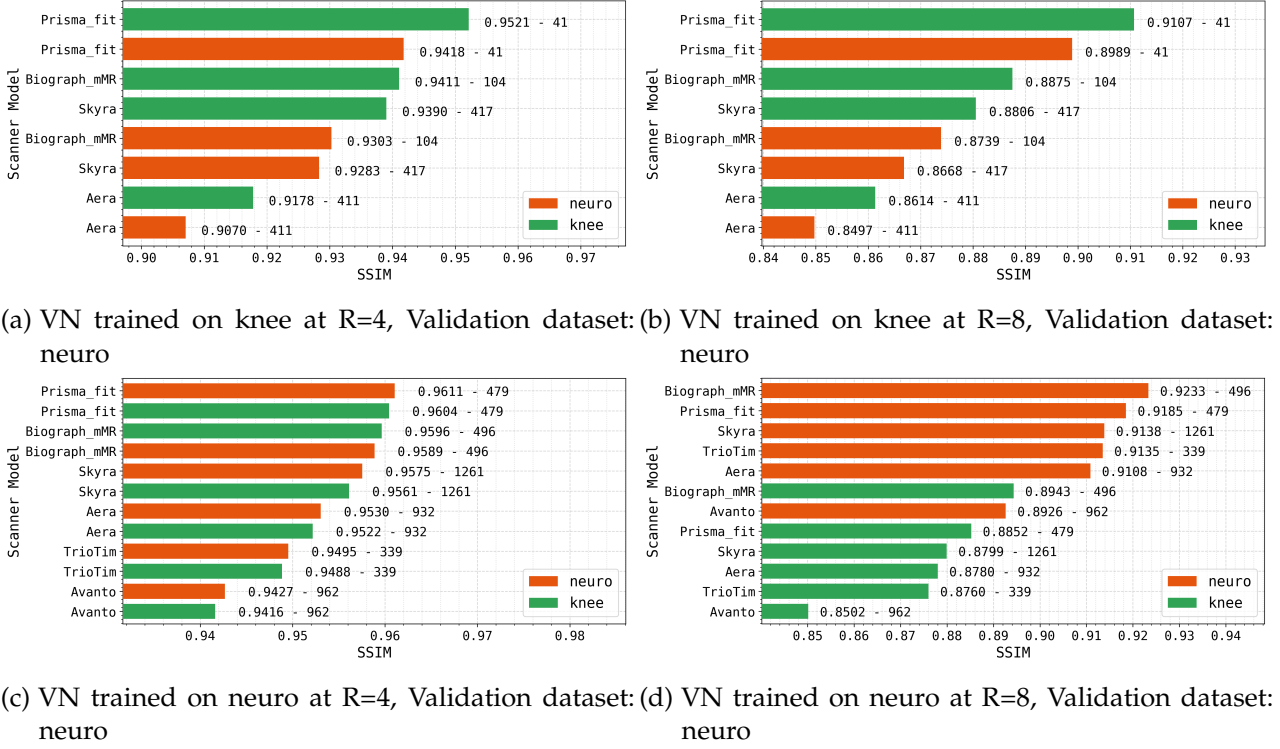 Scanner Model
Prisma_fit 0.9521 - 41
Prisma_fit 0.9418 - 41
Biograph_mMR 0.9411 - 104
Skyra 0.9390 - 417
Biograph_mMR 0.9303 - 104
Skyra 0.9283 - 417
Aera 0.9178 - 411
Aera 0.9070 - 411
neuro
knee
0.90 0.91 0.92 0.93 0.94 0.95 0.96 0.97
SSIM
(a) VN trained on knee at R=4, Validation dataset:
neuro
Scanner Model
Prisma_fit 0.9107 - 41
Prisma_fit 0.8989 - 41
Biograph_mMR 0.8875 - 104
Skyra 0.8806 - 417
Biograph_mMR 0.8739 - 104
Skyra 0.8668 - 417
Aera 0.8614 - 411
Aera 0.8497 - 411
neuro
knee
0.84 0.85 0.86 0.87 0.88 0.89 0.90 0.91 0.92 0.93
SSIM
(b) VN trained on knee at R=8, Validation dataset:
neuro
Scanner Model
Prisma_fit 0.9611 - 479
Prisma_fit 0.9604 - 479
Biograph_mMR 0.9596 - 496
Biograph_mMR 0.9589 - 496
Skyra 0.9575 - 1261
Skyra 0.9561 - 1261
Aera 0.9530 - 932
Aera 0.9522 - 932
TrioTim 0.9495 - 339
TrioTim 0.9488 - 339
Avanto 0.9427 - 962
Avanto 0.9416 - 962
neuro
knee
0.94 0.95 0.96 0.97 0.98
SSIM
(c) VN trained on neuro at R=4, Validation dataset:
neuro
Scanner Model
Biograph_mMR 0.9233 - 496
Prisma_fit 0.9185 - 479
Skyra 0.9138 - 1261
TrioTim 0.9135 - 339
Aera 0.9108 - 932
Biograph_mMR 0.8943 - 496
Avanto 0.8926 - 962
Prisma_fit 0.8852 - 479
Skyra 0.8799 - 1261
Aera 0.8780 - 932
TrioTim 0.8760 - 339
Avanto 0.8502 - 962
neuro
knee
0.85 0.86 0.87 0.88 0.89 0.90 0.91 0.92 0.93 0.94
SSIM
(d) VN trained on neuro at R=8, Validation dataset:
neuro